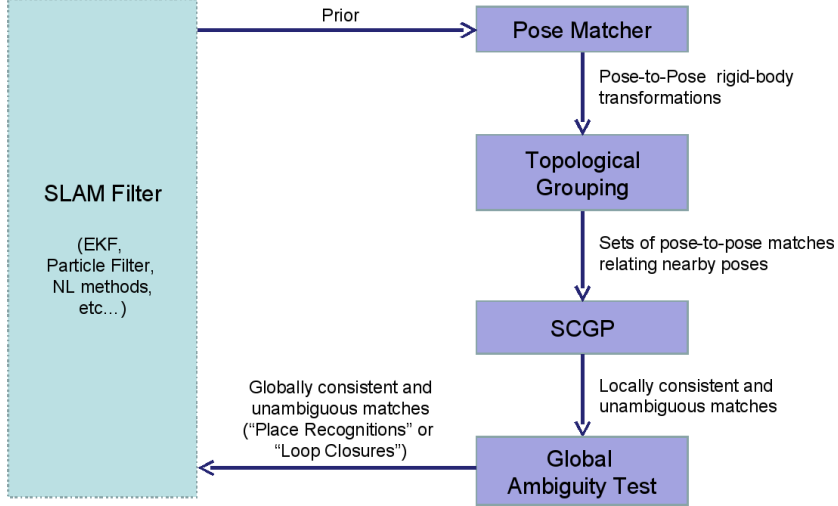 Prior
Pose Matcher
Pose-to-Pose rigid-body
transformations
Topological
Grouping
SLAM Filter
(EKF,
Particle Filter,
NL methods,
etc…)
Sets of pose-to-pose matches
relating nearby poses
SCGP
Locally consistent and
unambiguous matches
Globally consistent and
unambiguous matches
(“Place Recognitions” or
“Loop Closures”)
Global
Ambiguity Test